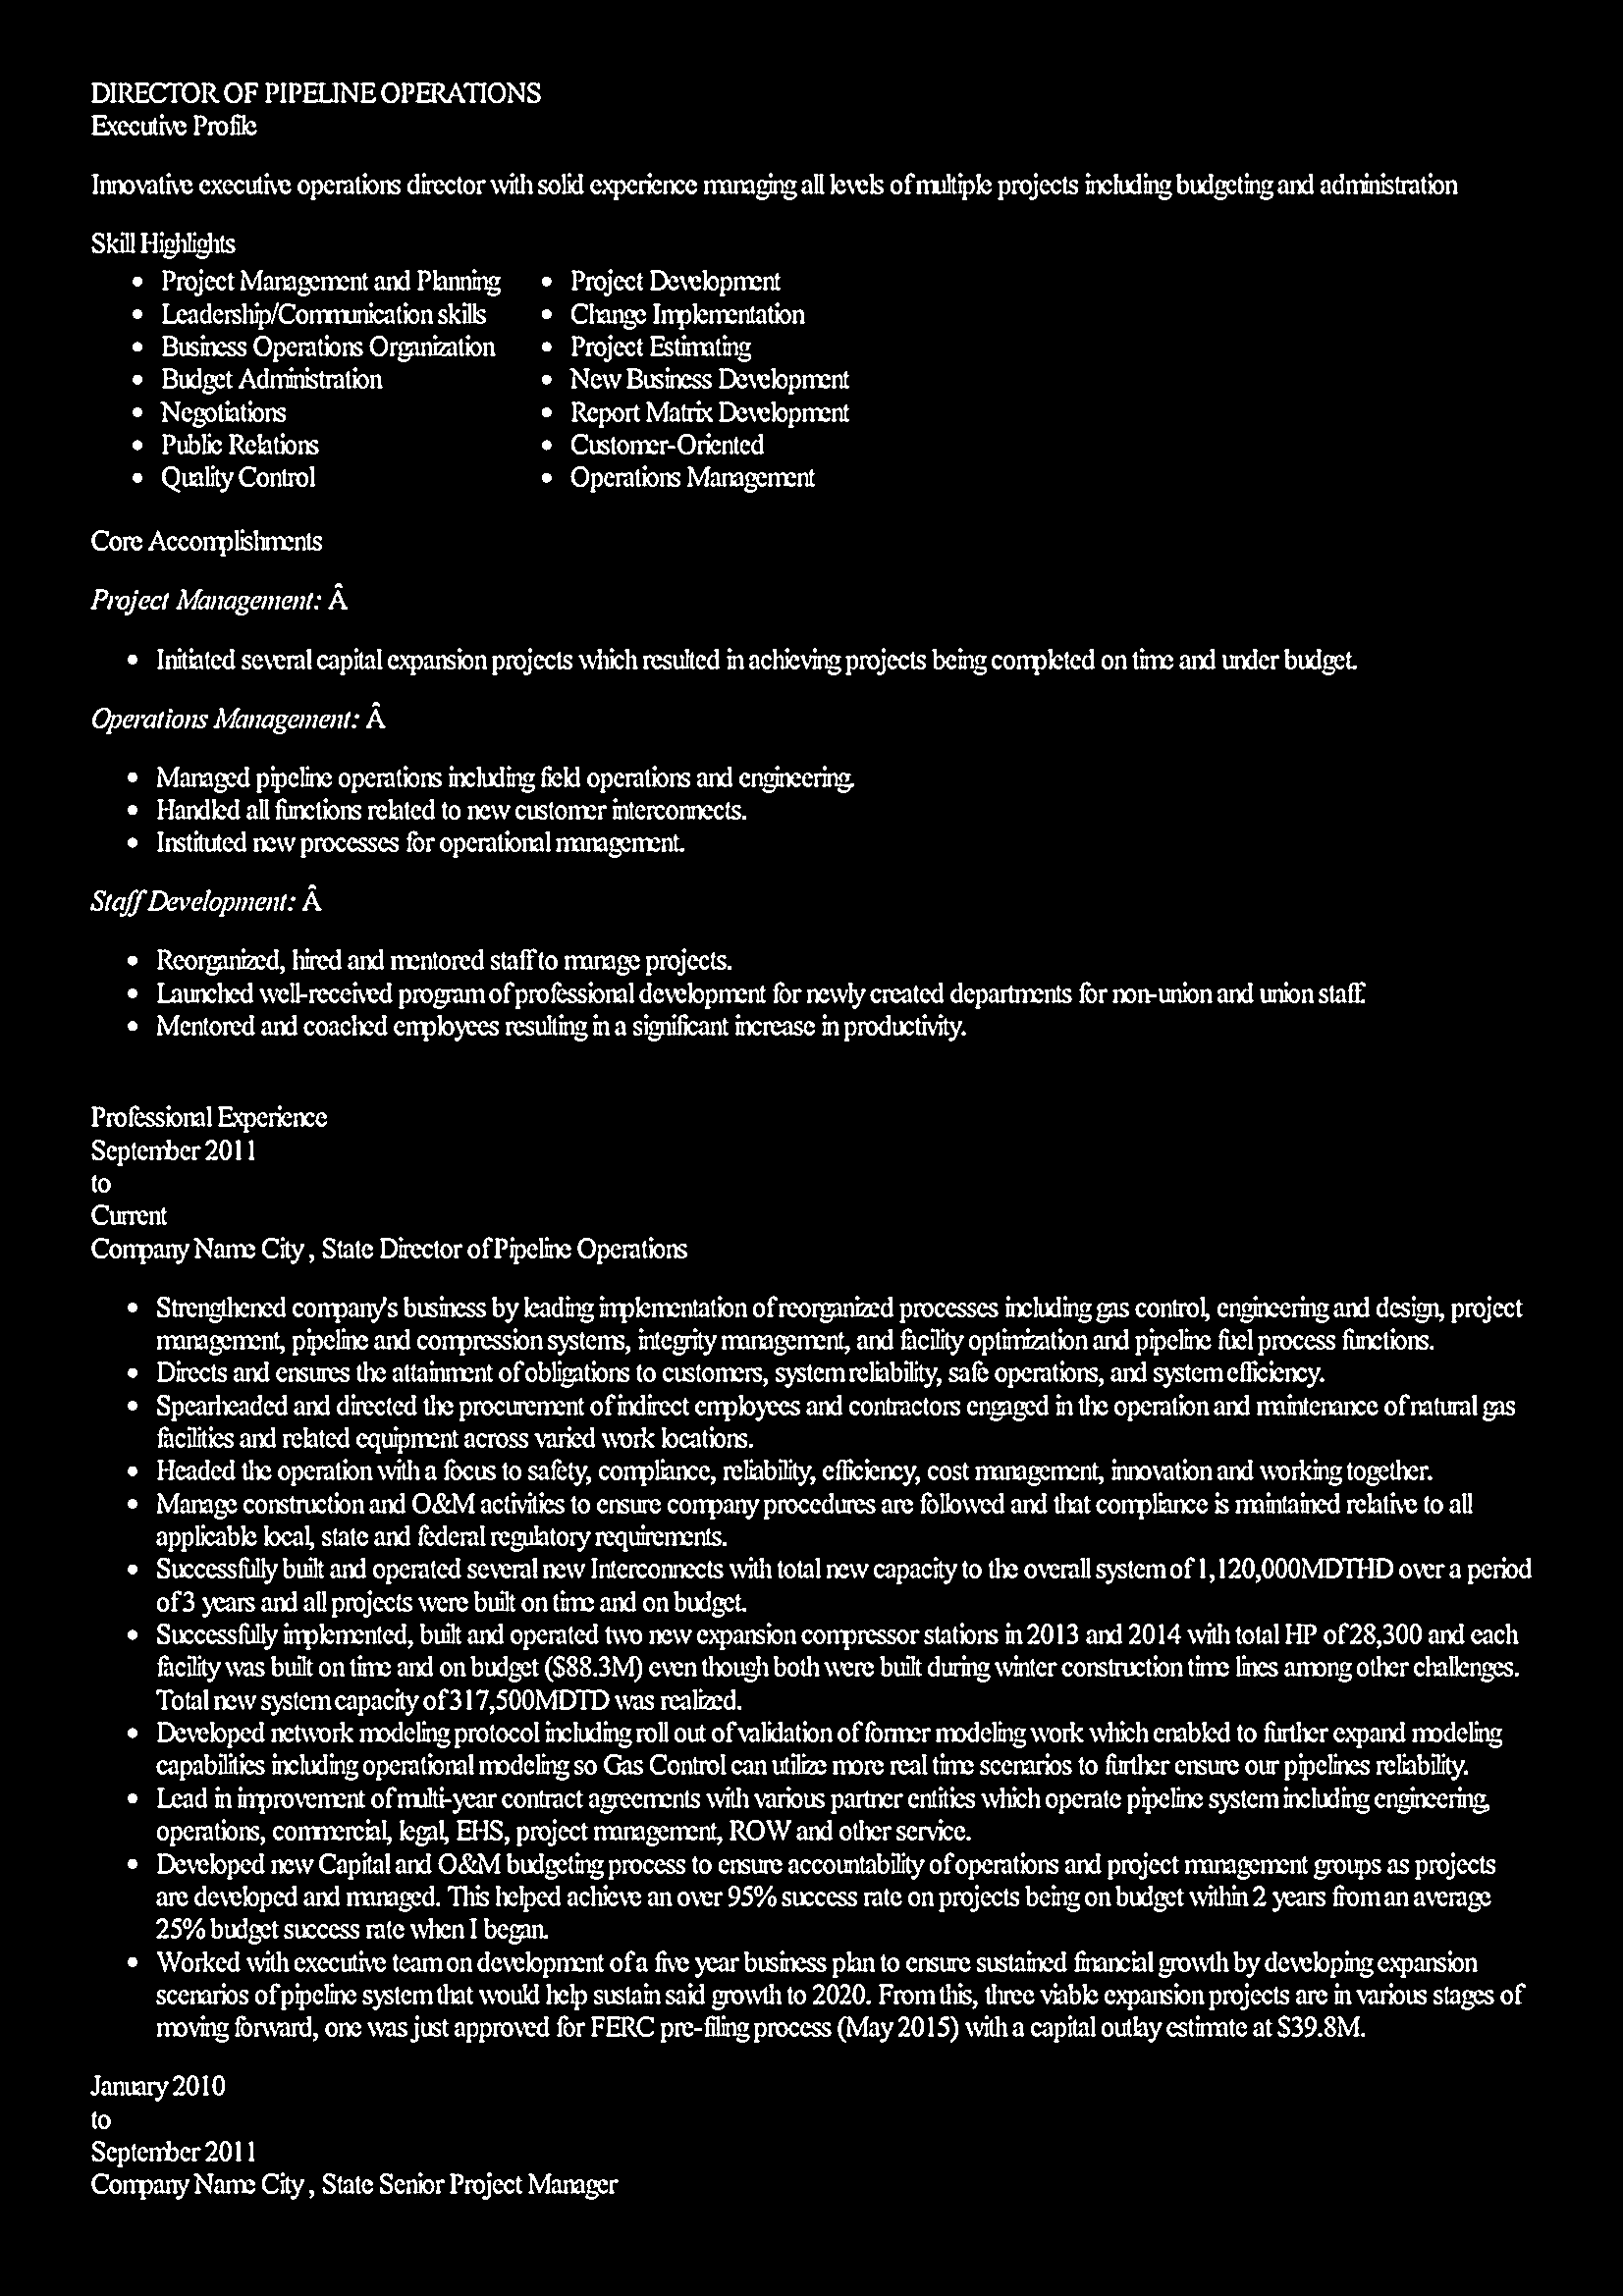 DIRECTOR OF PIPELINE OPERATIONS
Executive Profile
Innovative executive operations director with solid experience managing all levels of multiple projects including budgeting and administration
Skill Highlights
• Project Management and Planning
• Leadership/Communication skills
• Business Operations Organization
• Budget Administration
• Negotiations
• Public Relations
• Quality Control
• Project Development
• Change Implementation
• Project Estimating
• New Business Development
• Report Matrix Development
• Customer-Oriented
• Operations Management
Core Accomplishments
Project Management: Â
• Initiated several capital expansion projects which resulted in achieving projects being completed on time and under budget.
Operations Management: Â
• Managed pipeline operations including field operations and engineering.
• Handled all functions related to new customer interconnects.
• Instituted new processes for operational management.
Staff Development: Â
• Reorganized, hired and mentored staff to manage projects.
• Launched well-received program of professional development for newly created departments for non-union and union staff.
• Mentored and coached employees resulting in a significant increase in productivity.
Professional Experience
September 2011
to
Current
Company Name City , State Director of Pipeline Operations
• Strengthened company's business by leading implementation of reorganized processes including gas control, engineering and design, project
management, pipeline and compression systems, integrity management, and facility optimization and pipeline fuel process functions.
• Directs and ensures the attainment of obligations to customers, system reliability, safe operations, and system efficiency.
• Spearheaded and directed the procurement of indirect employees and contractors engaged in the operation and maintenance of natural gas
facilities and related equipment across varied work locations.
• Headed the operation with a focus to safety, compliance, reliability, efficiency, cost management, innovation and working together.
• Manage construction and O&M activities to ensure company procedures are followed and that compliance is maintained relative to all
applicable local, state and federal regulatory requirements.
• Successfully built and operated several new Interconnects with total new capacity to the overall system of 1,120,000MDTHD over a period
of 3 years and all projects were built on time and on budget.
• Successfully implemented, built and operated two new expansion compressor stations in 2013 and 2014 with total HP of 28,300 and each
facility was built on time and on budget ($88.3M) even though both were built during winter construction time lines among other challenges.
Total new system capacity of 317,500MDTD was realized.
• Developed network modeling protocol including roll out of validation of former modeling work which enabled to further expand modeling
capabilities including operational modeling so Gas Control can utilize more real time scenarios to further ensure our pipelines reliability.
• Lead in improvement of multi-year contract agreements with various partner entities which operate pipeline system including engineering,
operations, commercial, legal, EHS, project management, ROW and other service.
• Developed new Capital and O&M budgeting process to ensure accountability of operations and project management groups as projects
are developed and managed. This helped achieve an over 95% success rate on projects being on budget within 2 years from an average
25% budget success rate when I began.
• Worked with executive team on development of a five year business plan to ensure sustained financial growth by developing expansion
scenarios of pipeline system that would help sustain said growth to 2020. From this, three viable expansion projects are in various stages of
moving forward, one was just approved for FERC pre-filing process (May 2015) with a capital outlay estimate at $39.8M.
January 2010
to
September 2011
Company Name City , State Senior Project Manager